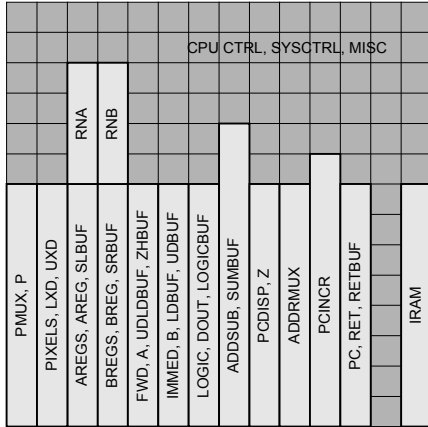 CPU CTRL, SYSCTRL, MISC
RNA
RNB
PMUX, P
PIXELS, LXD, UXD
AREGS, AREG, SLBUF
BREGS, BREG, SRBUF
FWD, A, UDLDBUF, ZHBUF
IMMED, B, LDBUF, UDBUF
LOGIC, DOUT, LOGICBUF
ADDSUB, SUMBUF
PCDISP, Z
ADDRMUX
PCINCR
PC, RET, RETBUF
IRAM